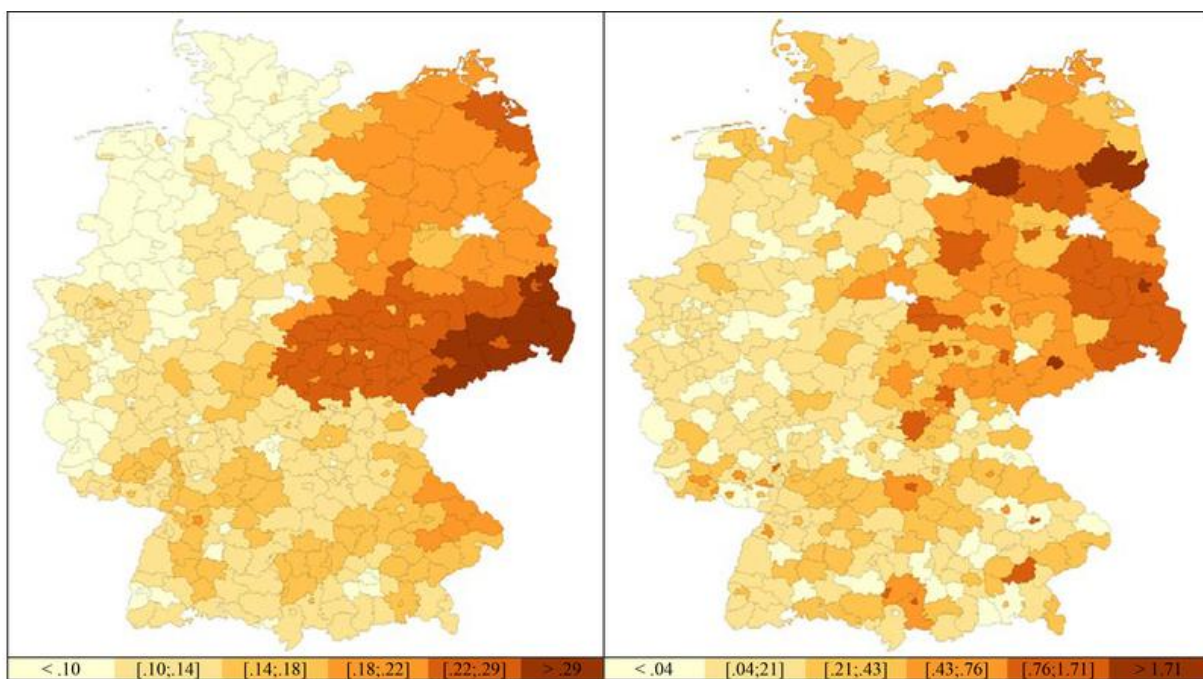 < .10 [.10;.14] [.14;.18] [.18;.22] [.22;.29] > .29
< .04 [.04;21] [.21;.43] [.43;.76] [.76;1.71] > 1.71